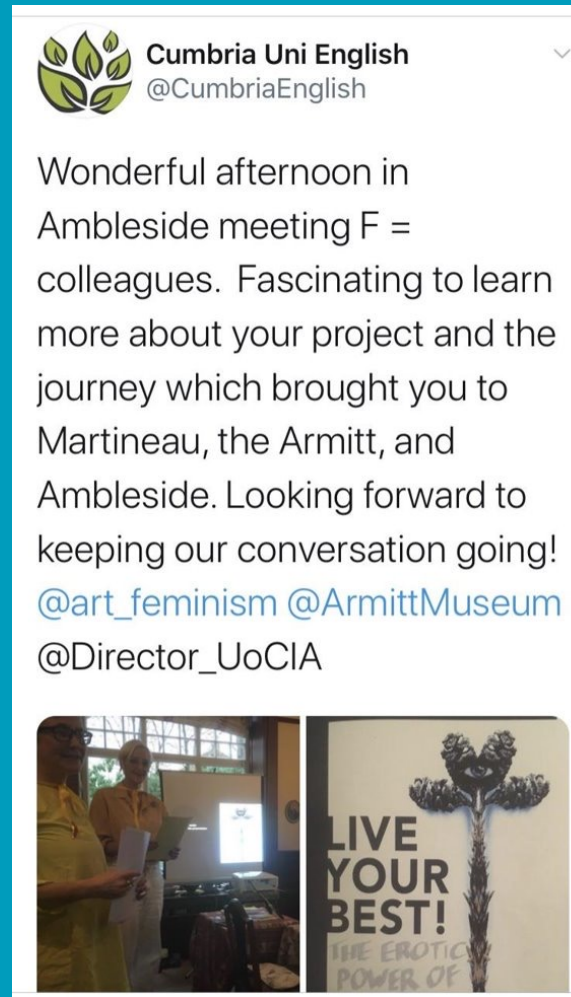 Cumbria Uni English
@CumbriaEnglish
Wonderful afternoon in
Ambleside meeting F =
colleagues. Fascinating to learn
more about your project and the
journey which brought you to
Martineau, the Armitt, and
Ambleside. Looking forward to
keeping our conversation going!
@art_feminism @ArmittMuseum
@Director_UoCIA
LIVE
YOUR
BEST!
THE EROTIC
POWER OF